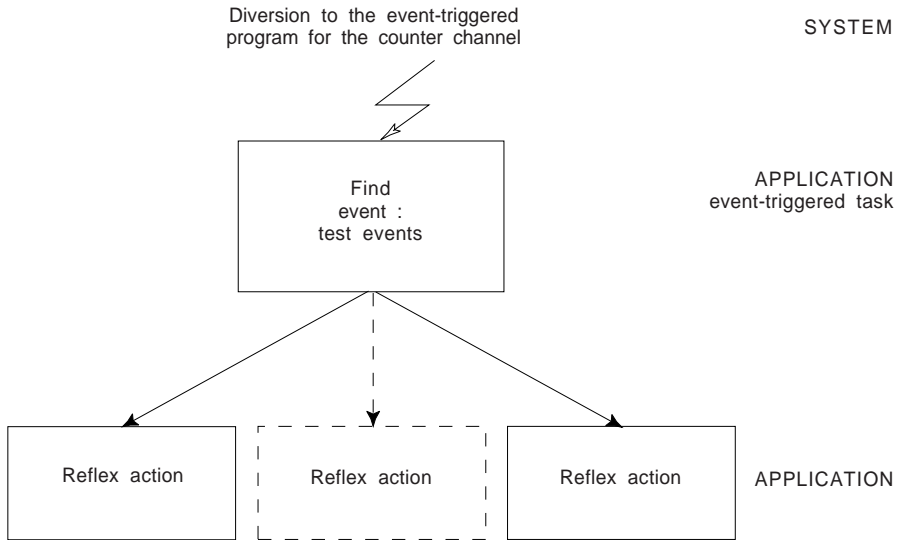 Diversion to the event-triggered
program for the counter channel
SYSTEM
Find
event :
test events
APPLICATION
event-triggered task
Reflex action
Reflex action
Reflex action
APPLICATION